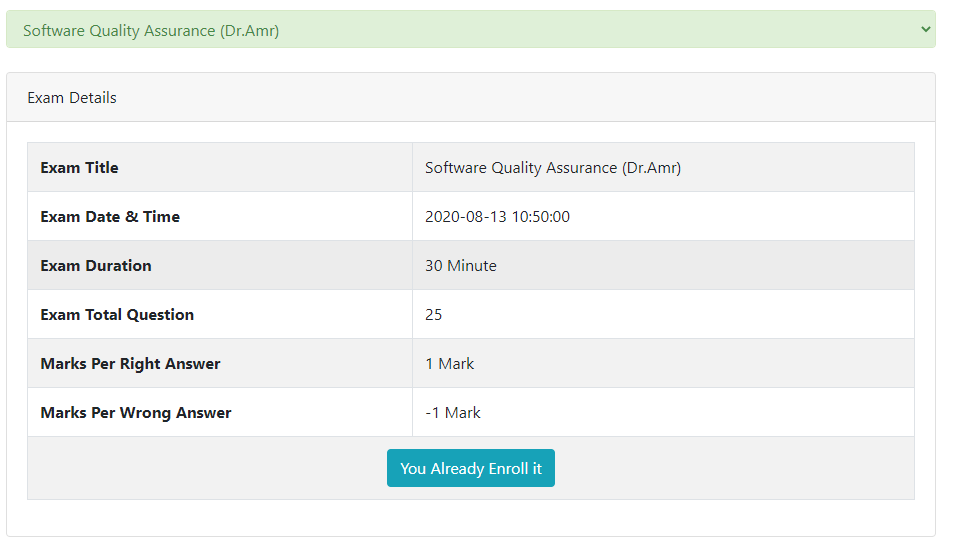 Software Quality Assurance (Dr.Amr)
Exam Details
Exam Title Software Quality Assurance (Dr.Amr)
Exam Date & Time 2020-08-13 10:50:00
Exam Duration 30 Minute
Exam Total Question 25
Marks Per Right Answer 1 Mark
Marks Per Wrong Answer -1 Mark
You Already Enroll it